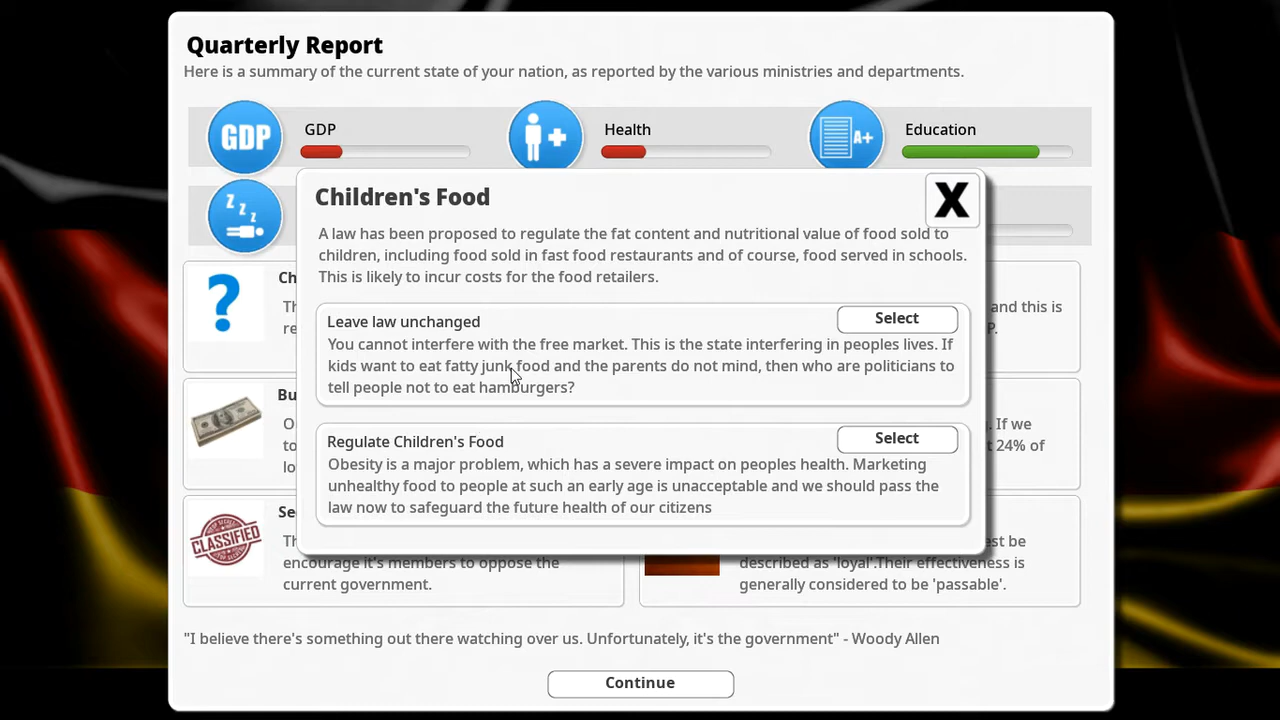 Quarterly Report
Here is a summary of the current state of your nation, as reported by the various ministries and departments.
GDP
GDP
Health
A+
Education
Z Z Z
Children's Food
X
A law has been proposed to regulate the fat content and nutritional value of food sold to
children, including food sold in fast food restaurants and of course, food served in schools.
This is likely to incur costs for the food retailers.
Leave law unchanged
Select
You cannot interfere with the free market. This is the state interfering in peoples lives. If
kids want to eat fatty junk food and the parents do not mind, then who are politicians to
tell people not to eat hamburgers?
Regulate Children's Food
Select
Obesity is a major problem, which has a severe impact on peoples health. Marketing
unhealthy food to people at such an early age is unacceptable and we should pass the
law now to safeguard the future health of our citizens
?
and this is
If we
24% of
CLASSIFIED
encourage it's members to oppose the
current government.
be
described as 'loyal'.Their effectiveness is
generally considered to be 'passable'.
"I believe there's something out there watching over us. Unfortunately, it's the government" - Woody Allen
Continue